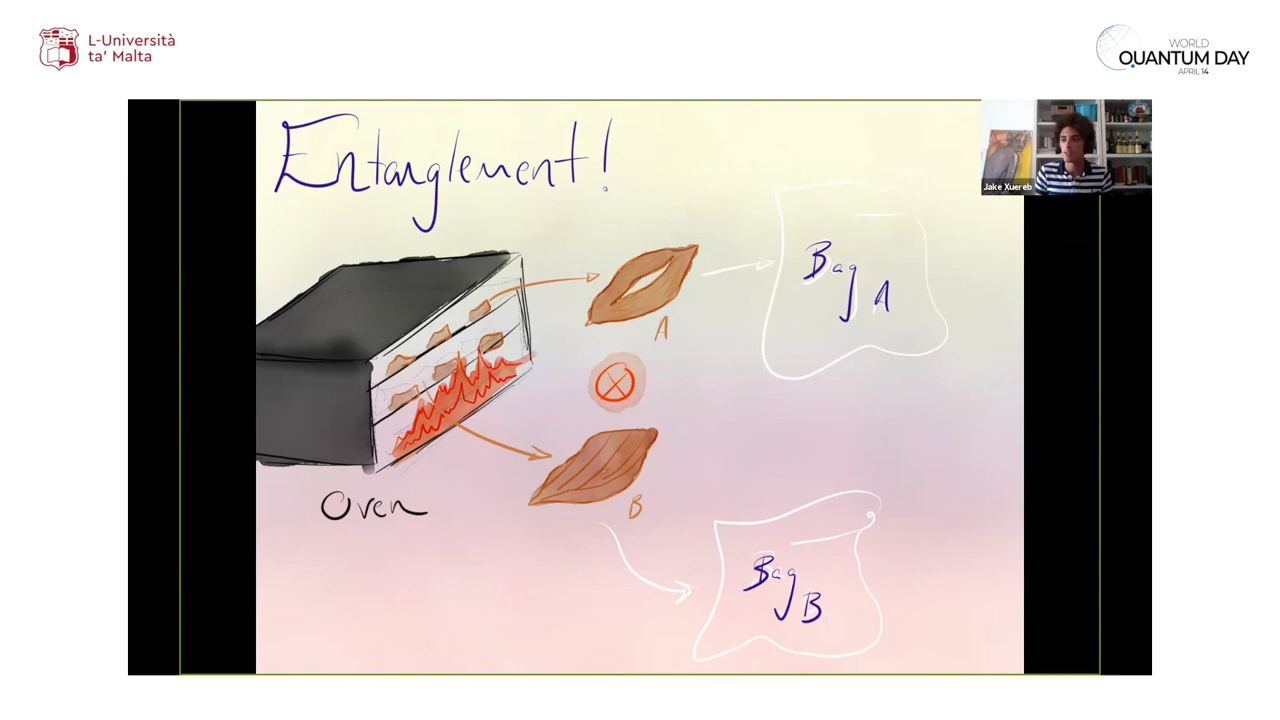 L-Università
ta' Malta
WORLD
QUANTUM DAY
APRIL 14
Entanglement!
Jake Xuereb
Bag
A
A
Oven
B
Bag
B